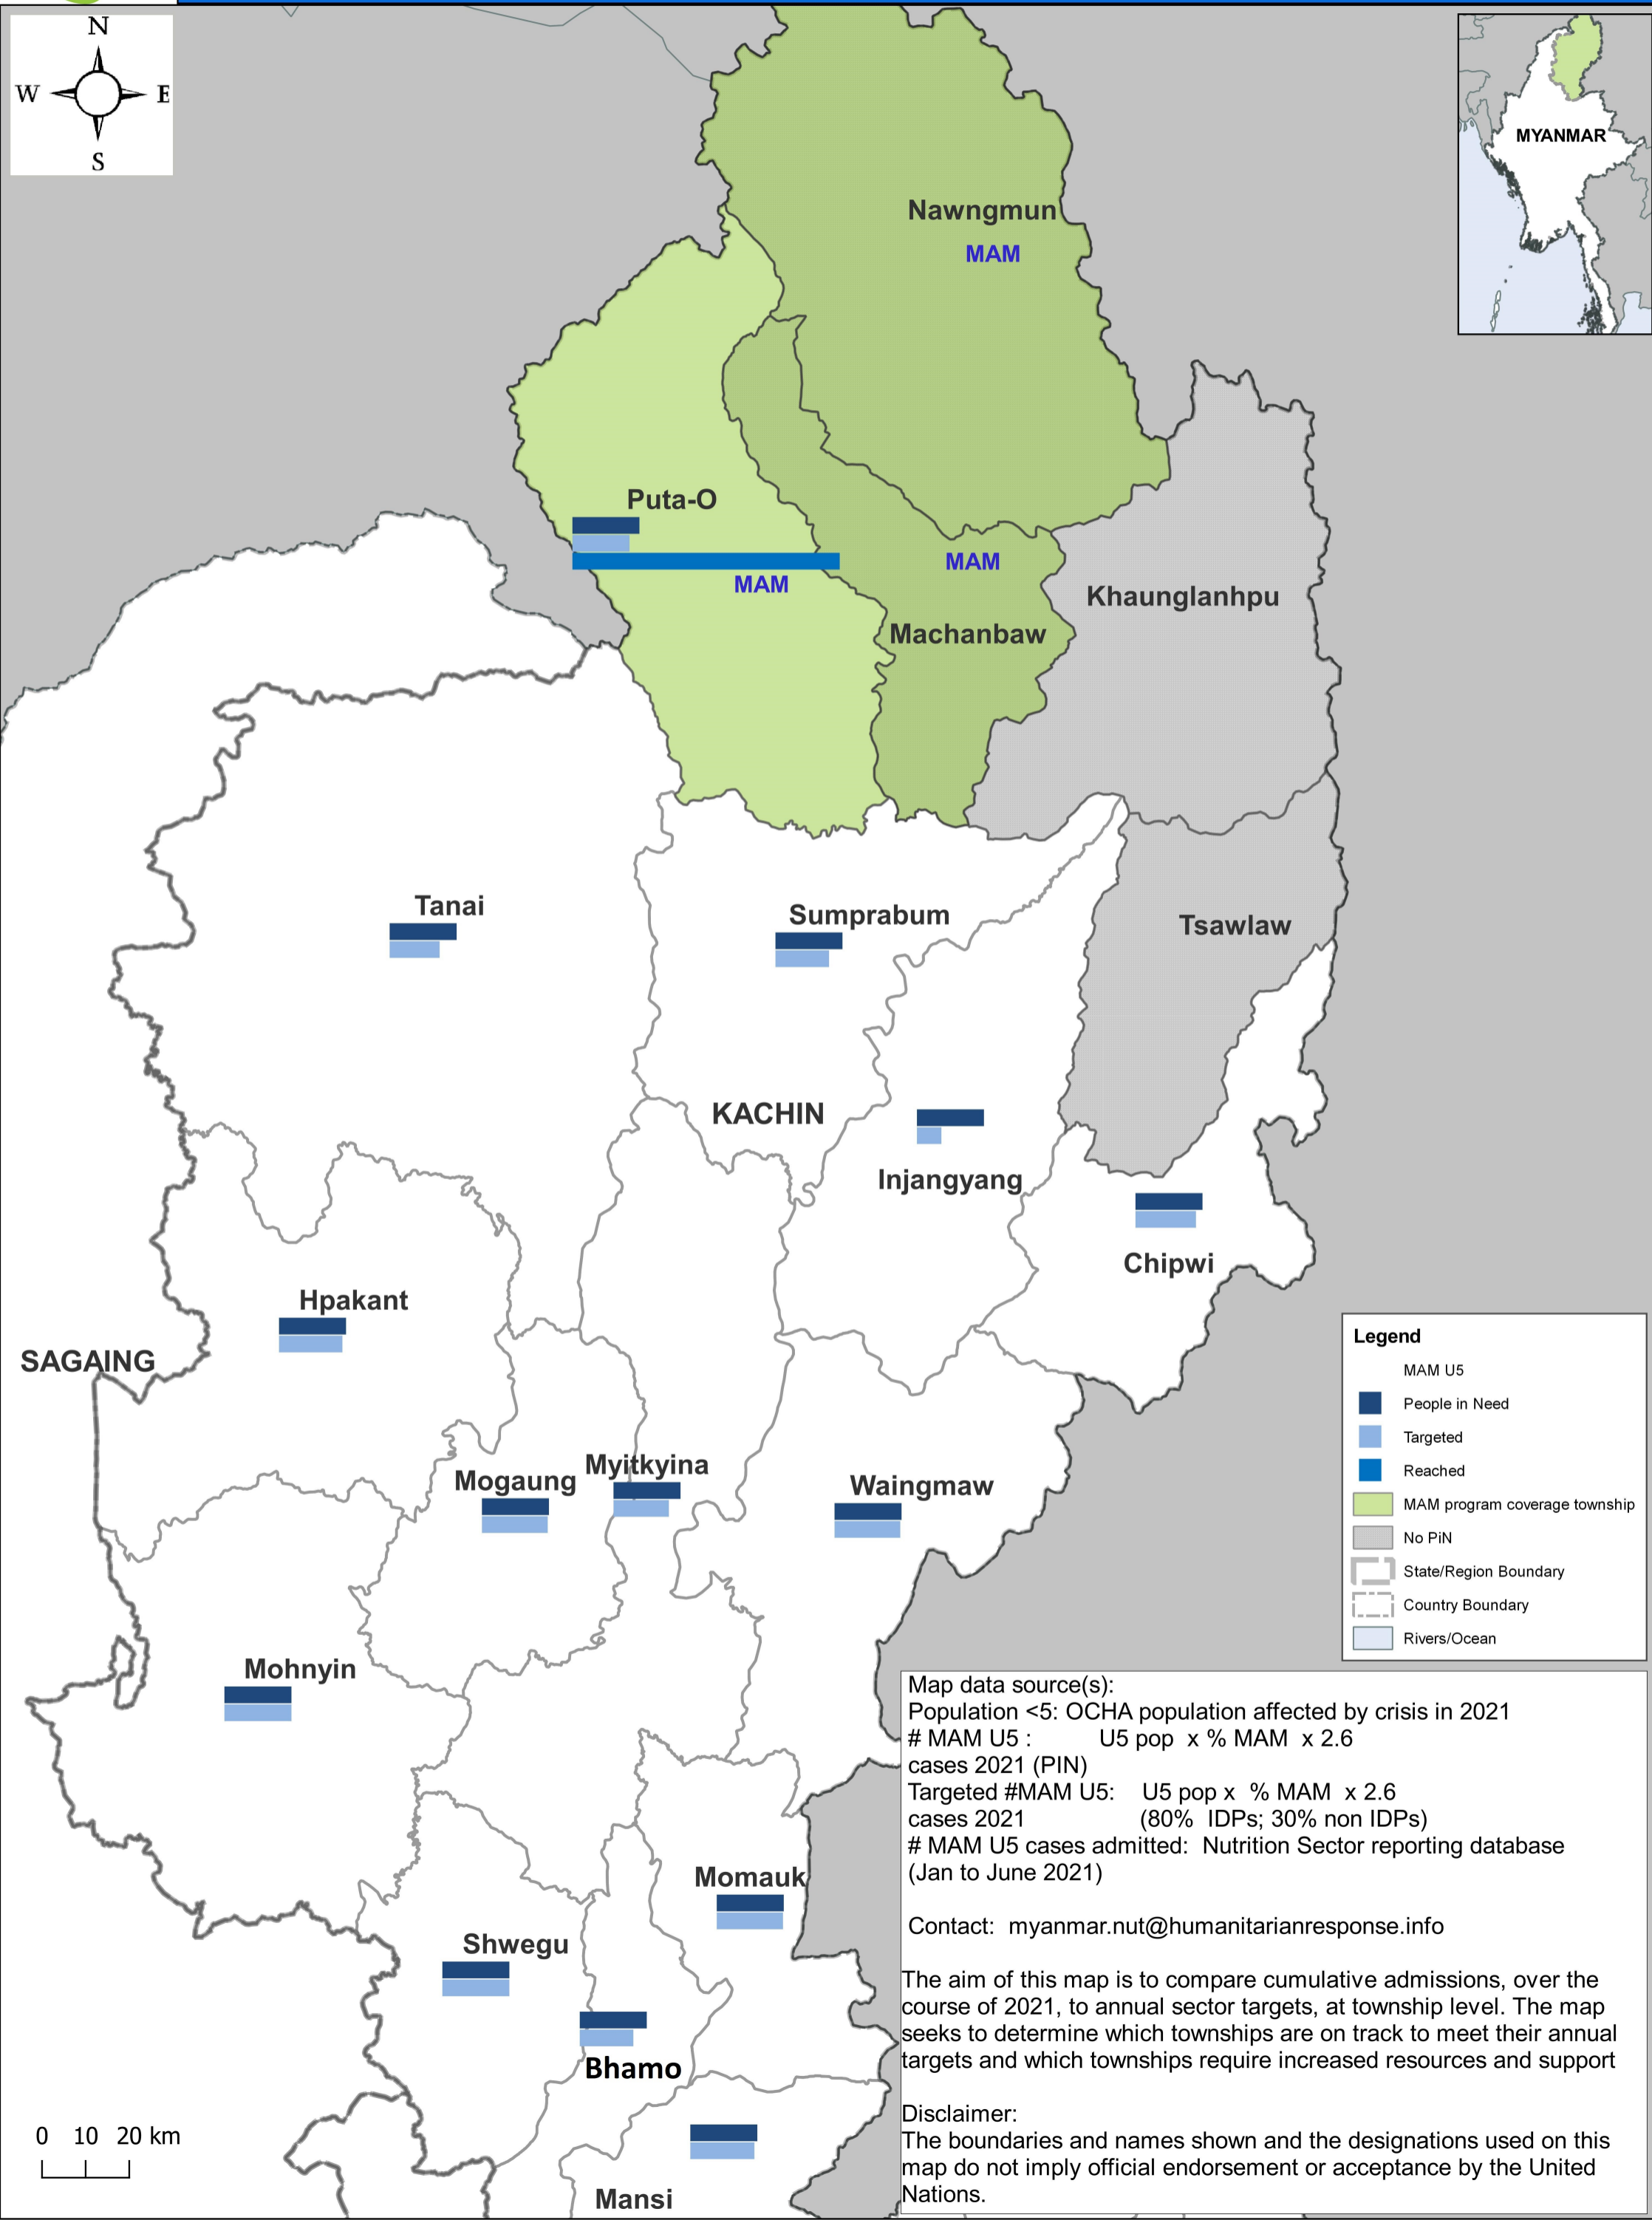 N
W
E
S
MYANMAR
Nawngmun
MAM
Puta-O
MAM
MAM
Machanbaw
Khaunglanhpu
Tanai
Sumprabum
Tsawlaw
KACHIN
Injangyang
Chipwi
Hpakant
SAGAING
Mogaung
Myitkyina
Waingmaw
Mohnyin
Momauk
Shwegu
Bhamo
Mansi
0 10 20 km
Legend
MAM U5
People in Need
Targeted
Reached
MAM program coverage township
No PiN
State/Region Boundary
Country Boundary
Rivers/Ocean
Map data source(s):
Population <5: OCHA population affected by crisis in 2021
# MAM U5 : U5 pop x % MAM x 2.6
cases 2021 (PIN)
Targeted #MAM U5: U5 pop x % MAM x 2.6
cases 2021 (80% IDPs; 30% non IDPs)
# MAM U5 cases admitted: Nutrition Sector reporting database
(Jan to June 2021)
Contact: myanmar.nut@humanitarianresponse.info
The aim of this map is to compare cumulative admissions, over the
course of 2021, to annual sector targets, at township level. The map
seeks to determine which townships are on track to meet their annual
targets and which townships require increased resources and support
Disclaimer:
The boundaries and names shown and the designations used on this
map do not imply official endorsement or acceptance by the United
Nations.